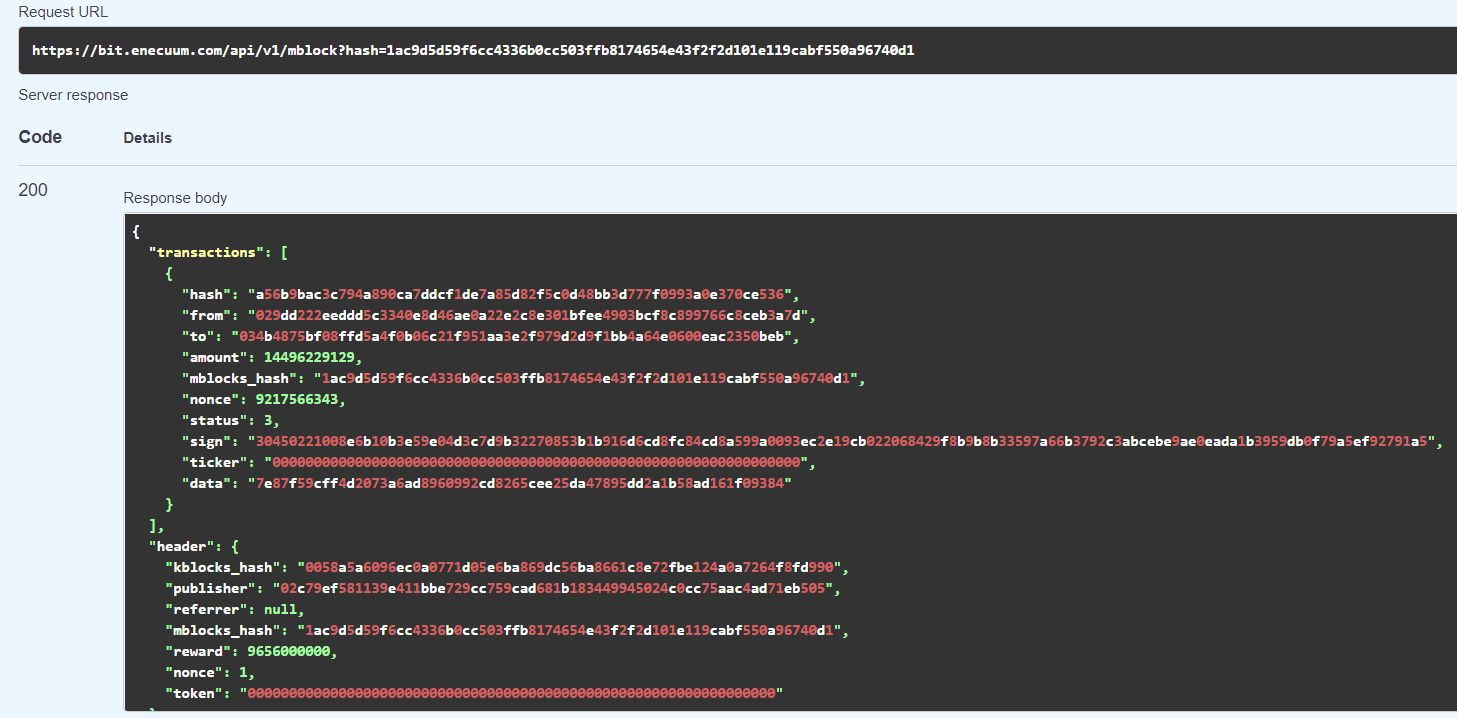 Request URL
https://bit.enecuum.com/api/v1/mblock?hash=1ac9d5d59f6cc4336b0cc503ffb8174654e43f2f2d101e119cabf550a96740d1
Server response
Code Details
200
Response body
{
"transactions": [
{
"hash": "a56b9bac3c794a890ca7ddcf1de7a85d82f5c0d48bb3d777f0993a0e370ce536",
"from": "029dd222eeddd5c3340e8d46ae0a22e2c8e301bfee4903bcf8c899766c8ceb3a7d",
"to": "034b4875bf08ffd5a4f0b06c21f951aa3e2f979d2d9f1bb4a64e0600eac2350beb",
"amount": 14496229129,
"mblocks_hash": "1ac9d5d59f6cc4336b0cc503ffb8174654e43f2f2d101e119cabf550a96740d1",
"nonce": 9217566343,
"status": 3,
"sign": "30450221008e6b10b3e59e04d3c7d9b32270853b1b916d6cd8fc84cd8a599a0093ec2e19cb022068429f8b9b8b33597a66b3792c3abcebe9ae0eada1b3959db0f79a5ef92791a5",
"ticker": "0000000000000000000000000000000000000000000000000000000000000000",
"data": "7e87f59cff4d2073a6ad8960992cd8265cee25da47895dd2a1b58ad161f09384"
}
],
"header": {
"kblocks_hash": "0058a5a6096ec0a0771d05e6ba869dc56ba8661c8e72fbe124a0a7264f8fd990",
"publisher": "02c79ef581139e411bbe729cc759cad681b183449945024c0cc75aac4ad71eb505",
"referrer": null,
"mblocks_hash": "1ac9d5d59f6cc4336b0cc503ffb8174654e43f2f2d101e119cabf550a96740d1",
"reward": 9656000000,
"nonce": 1,
"token": "0000000000000000000000000000000000000000000000000000000000000000"